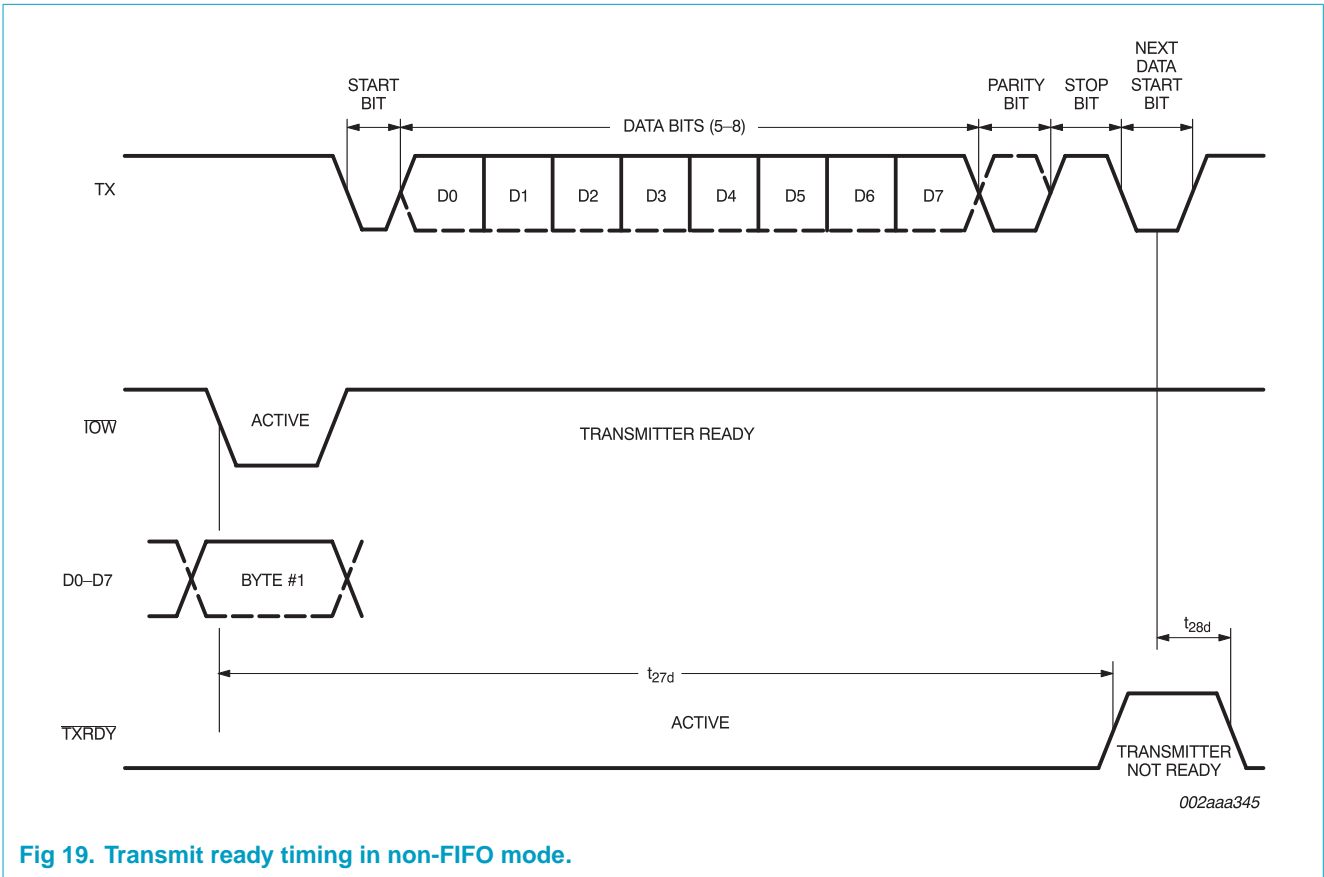 START
BIT
DATA BITS (5–8)
PARITY
BIT
STOP
BIT
NEXT
DATA
START
BIT
TX
D0
D1
D2
D3
D4
D5
D6
D7
IOW
ACTIVE
TRANSMITTER READY
D0–D7
BYTE #1
t28d
t27d
TXRDY
ACTIVE
TRANSMITTER
NOT READY
002aaa345
Fig 19. Transmit ready timing in non-FIFO mode.